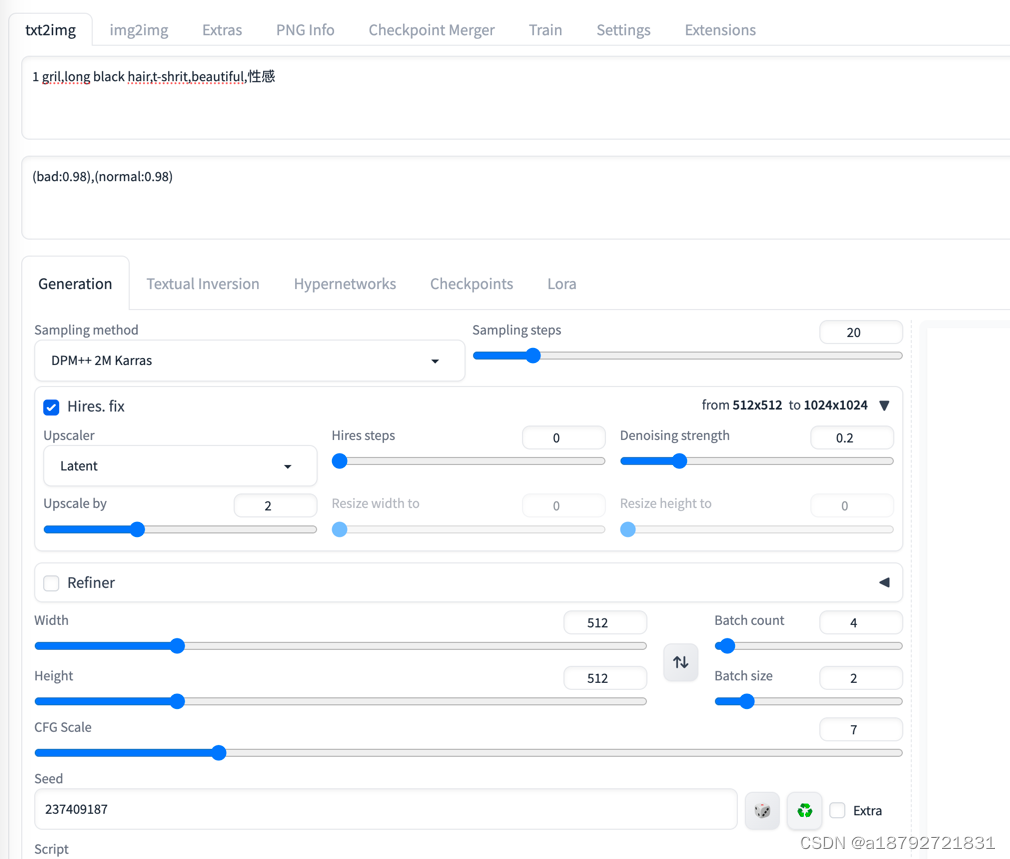 txt2img img2img Extras PNG Info Checkpoint Merger Train Settings Extensions
1 gril,long black hair,t-shrit,beautiful,性感
(bad:0.98),(normal:0.98)
Generation Textual Inversion Hypernetworks Checkpoints Lora
Sampling method Sampling steps 20
DPM++ 2M Karras
Hires. fix from 512x512 to 1024x1024
Upscaler Hires steps 0 Denoising strength 0.2
Latent
Upscale by 2 Resize width to 0 Resize height to 0
Refiner
Width 512 Batch count 4
Height 512 Batch size 2
CFG Scale 7
Seed
237409187 Extra
Script
CSDN @a18792721831